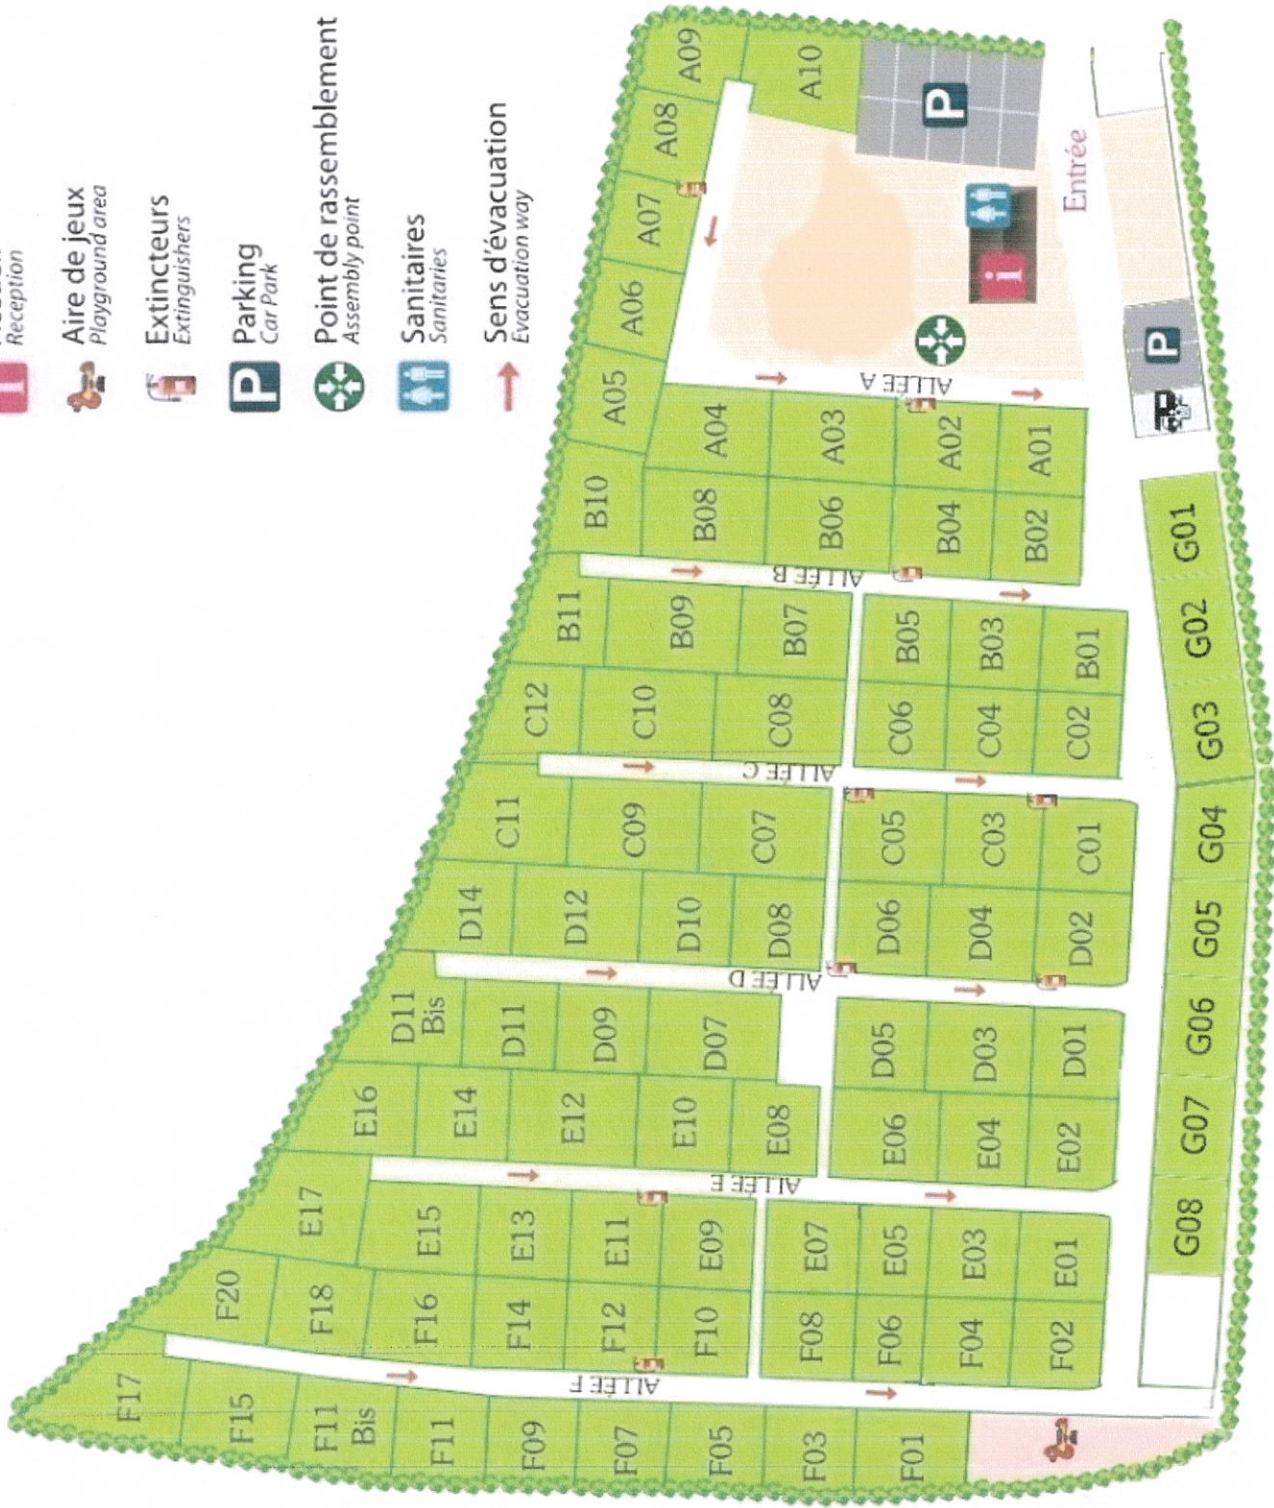 Reception
Aire de jeux
Playground area
Extincteurs
Extinguishers
P
Parking
Car Park
Point de rassemblement
Assembly point
Sanitaires
Sanitaries
Sens d'évacuation
Evacuation way
A09
A10
A08
A07
A06
A05
P
Entrée
i
P
ALLÉE A
A04
A03
A02
A01
B10
B08
B06
B04
B02
ALLÉE B
B11
B09
B07
B05
B03
B01
C12
C10
C08
C06
C04
C02
ALLÉE C
C11
C09
C07
C05
C03
C01
D14
D12
D10
D08
D06
D04
D02
ALLÉE D
D11
Bis
D11
D09
D07
D05
D03
D01
E16
E14
E12
E10
E08
E06
E04
E02
ALLÉE E
E17
E15
E13
E11
E09
E07
E05
E03
E01
F20
F18
F16
F14
F12
F10
F08
F06
F04
F02
ALLÉE F
F17
F15
F11
Bis
F11
F09
F07
F05
F03
F01
G01
G02
G03
G04
G05
G06
G07
G08